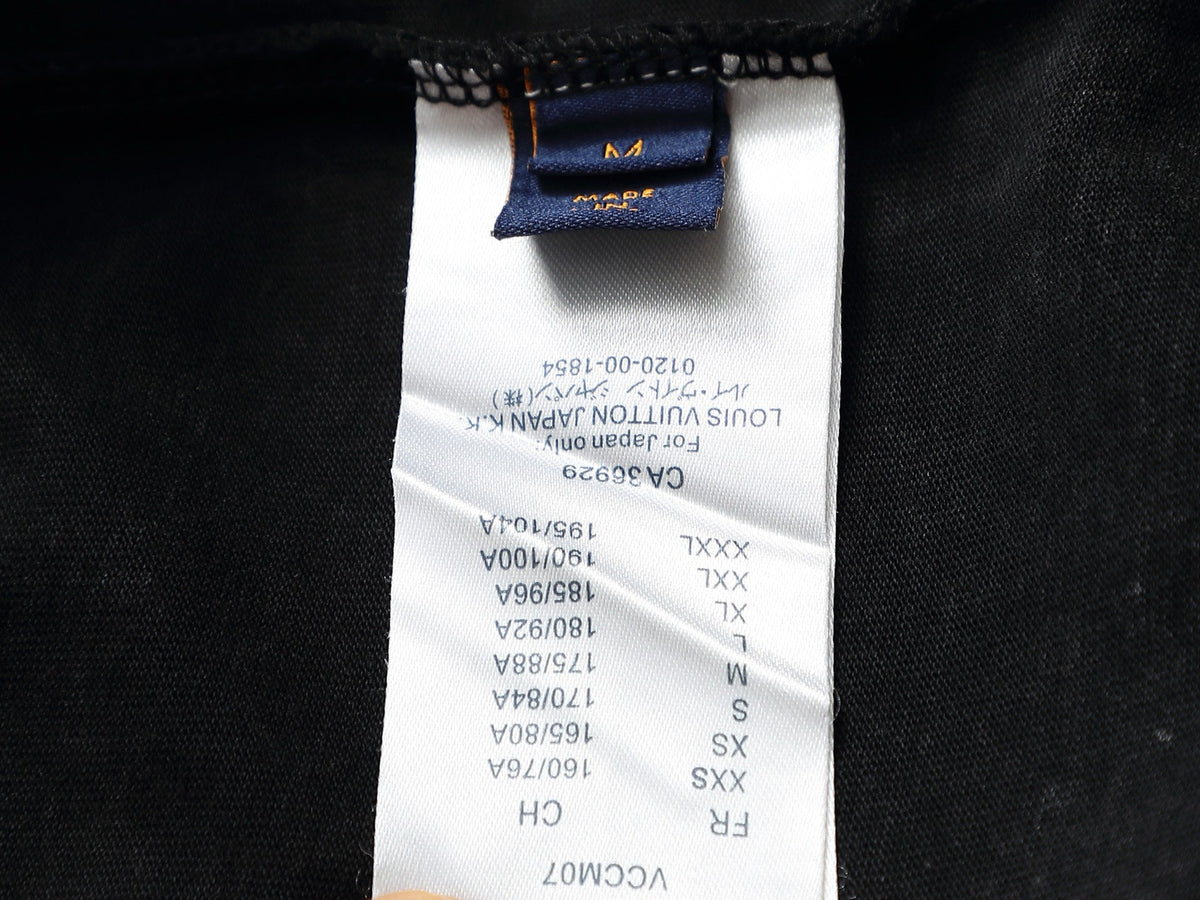 M
MADE
IN
VCCM07
FR CH
XXS 160/76A
XS 165/80A
S 170/84A
M 175/88A
L 180/92A
XL 185/96A
XXL 190/100A
XXXL 195/104A
CA36929
For Japan only:
LOUIS VUITTON JAPAN K.K.
ルイ・ヴィトン ジャパン(株)
0120-00-1854